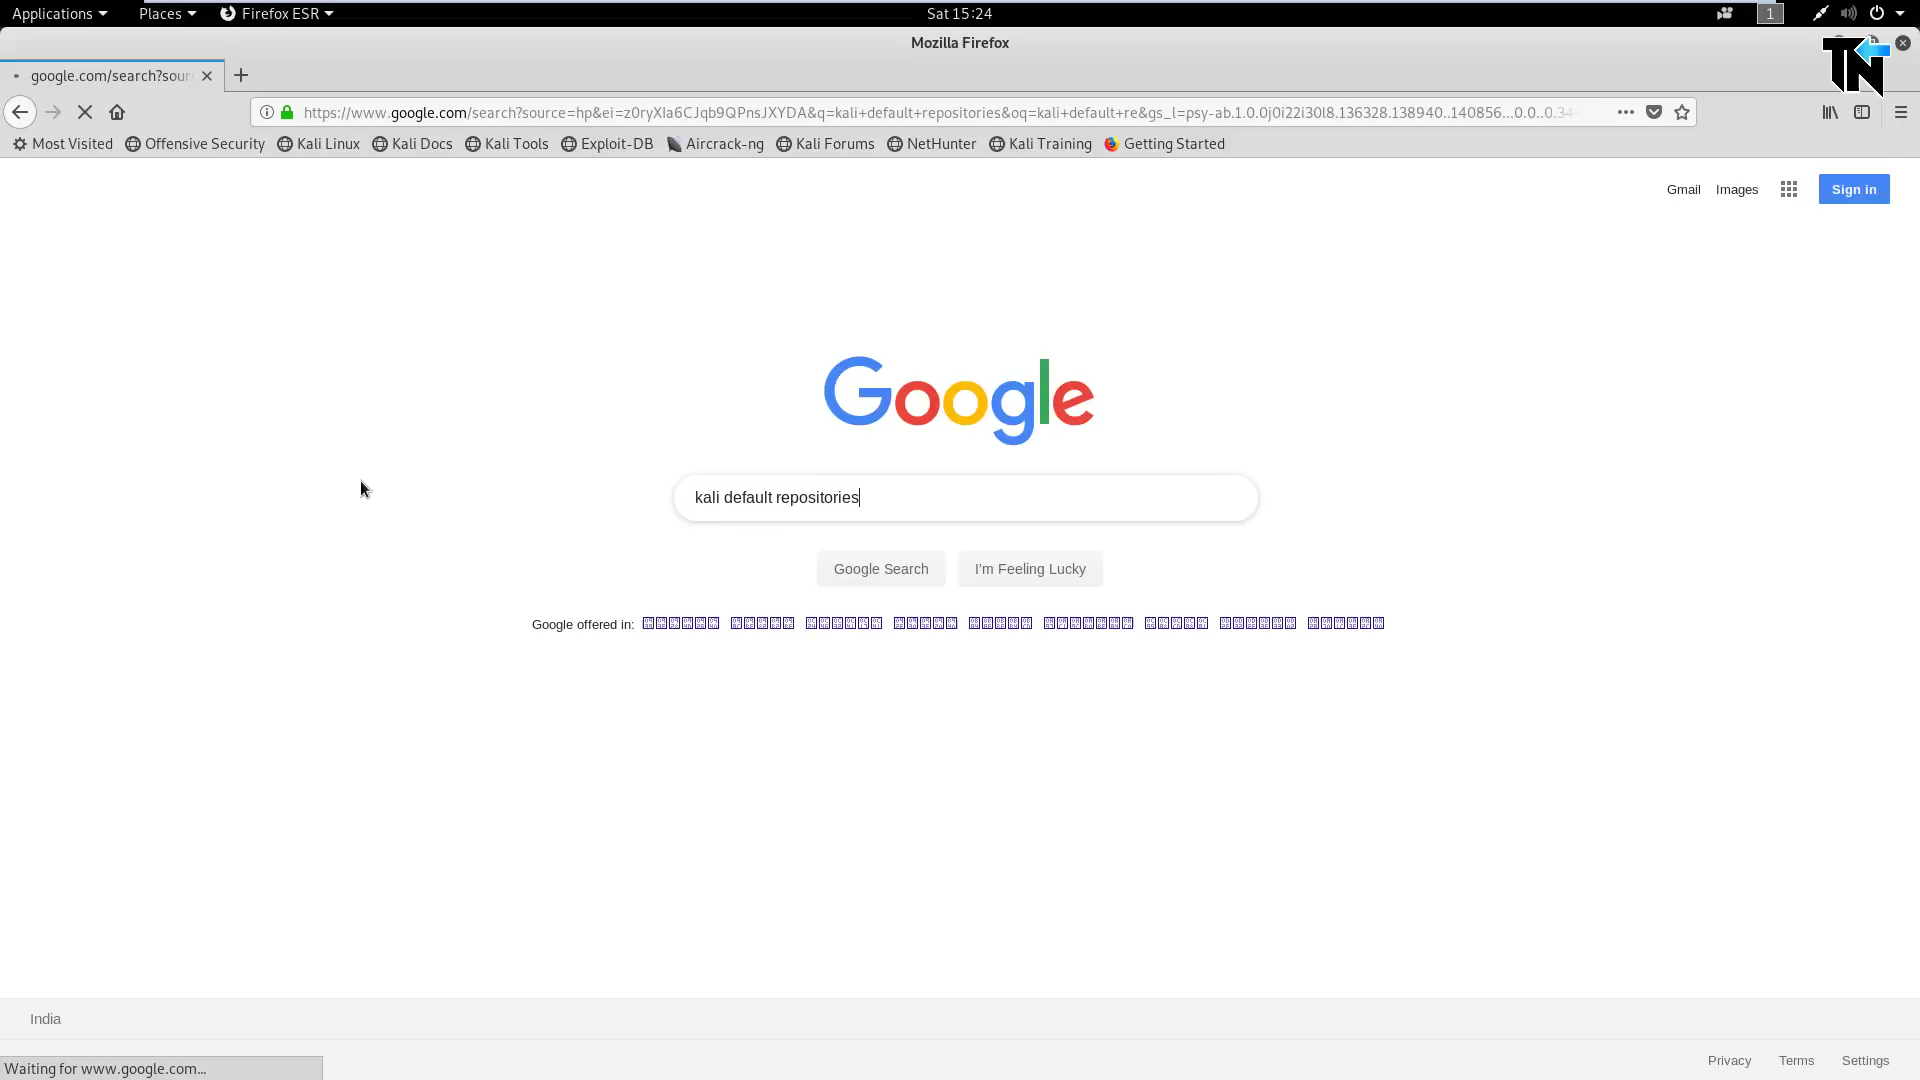 Applications Places Firefox ESR Sat 15:24 1
Mozilla Firefox
TN
google.com/search?sour
https://www.google.com/search?source=hp&ei=z0ryXIa6CJqb9QPnsJXYDA&q=kali+default+repositories&oq=kali+default+re&gs_l=psy-ab.1.0.0j0i22i30l8.136328.138940..140856...0.0..0.34
Most Visited Offensive Security Kali Linux Kali Docs Kali Tools Exploit-DB Aircrack-ng Kali Forums NetHunter Kali Training Getting Started
Gmail Images Sign in
Google
kali default repositories
Google Search I'm Feeling Lucky
Google offered in:
India
Waiting for www.google.com...
Privacy Terms Settings